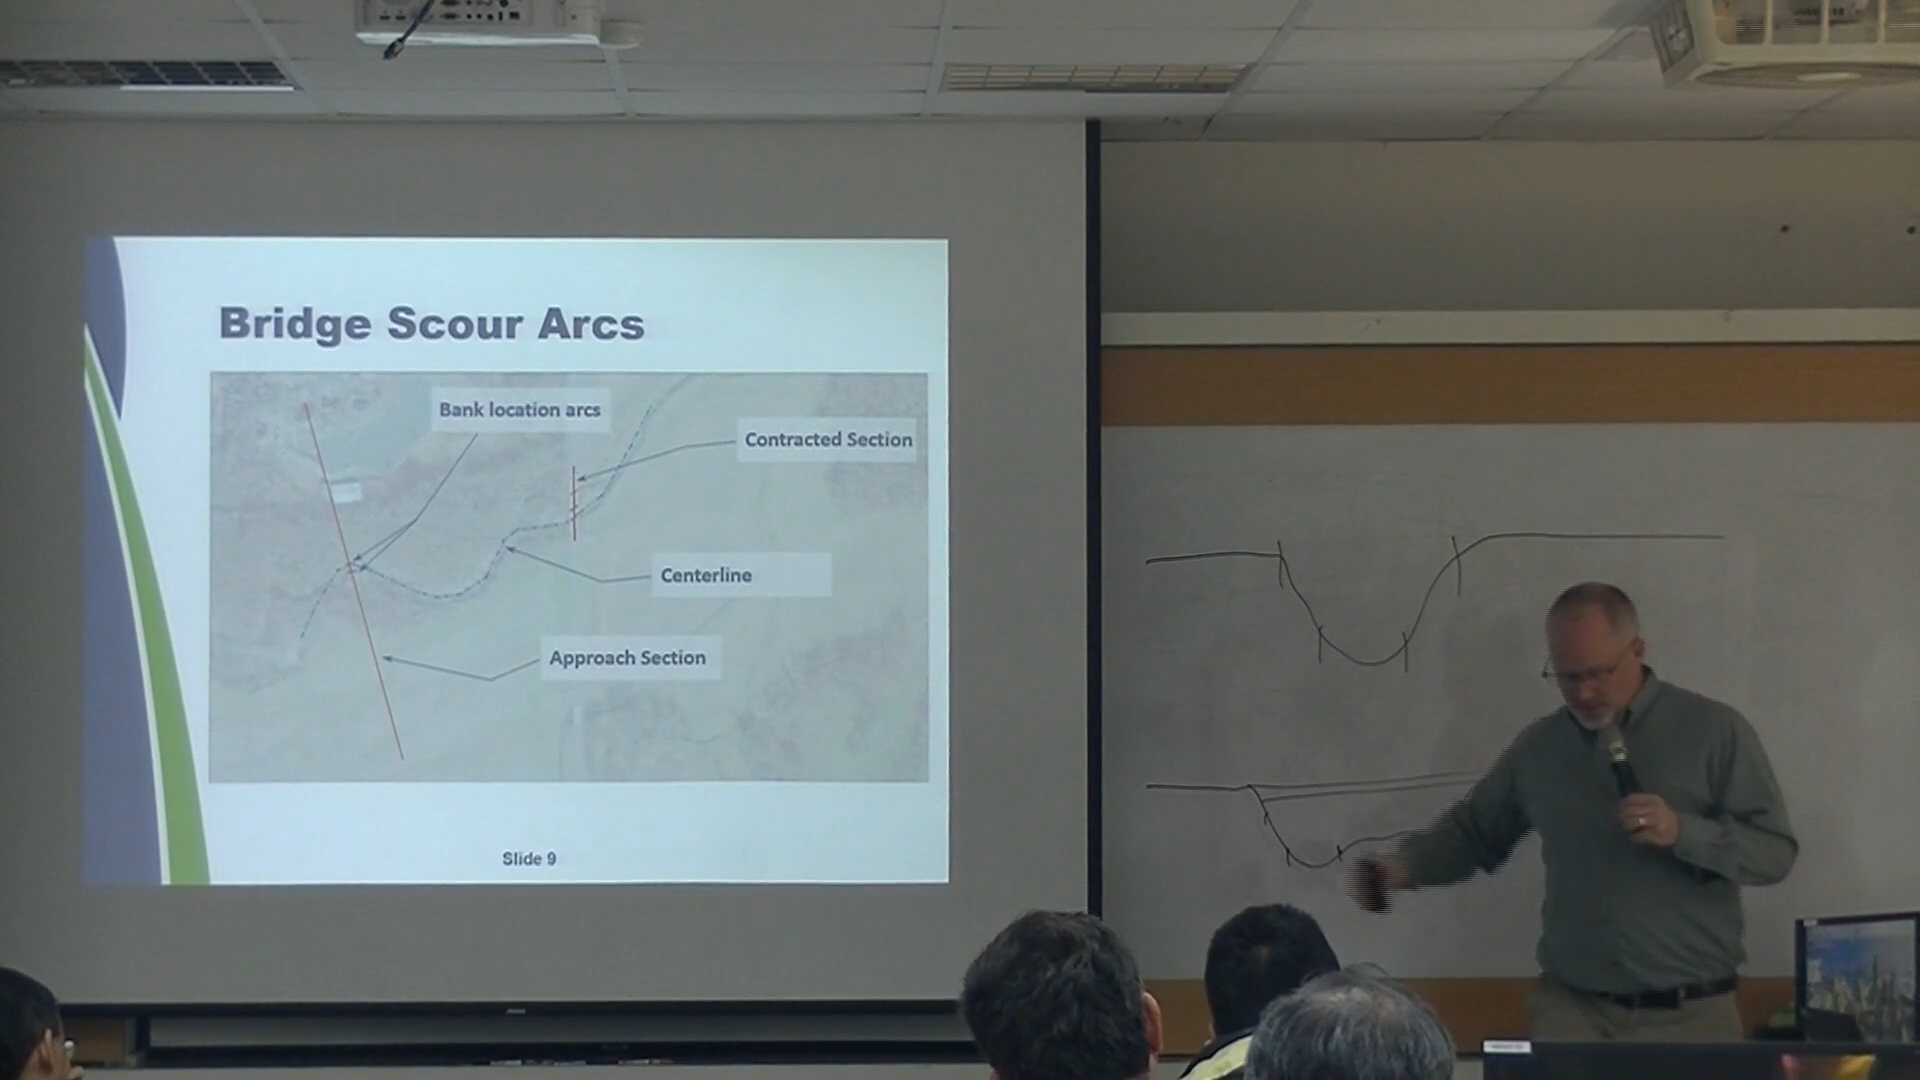 Bridge Scour Arcs
Bank location arcs
Contracted Section
Centerline
Approach Section
Slide 9